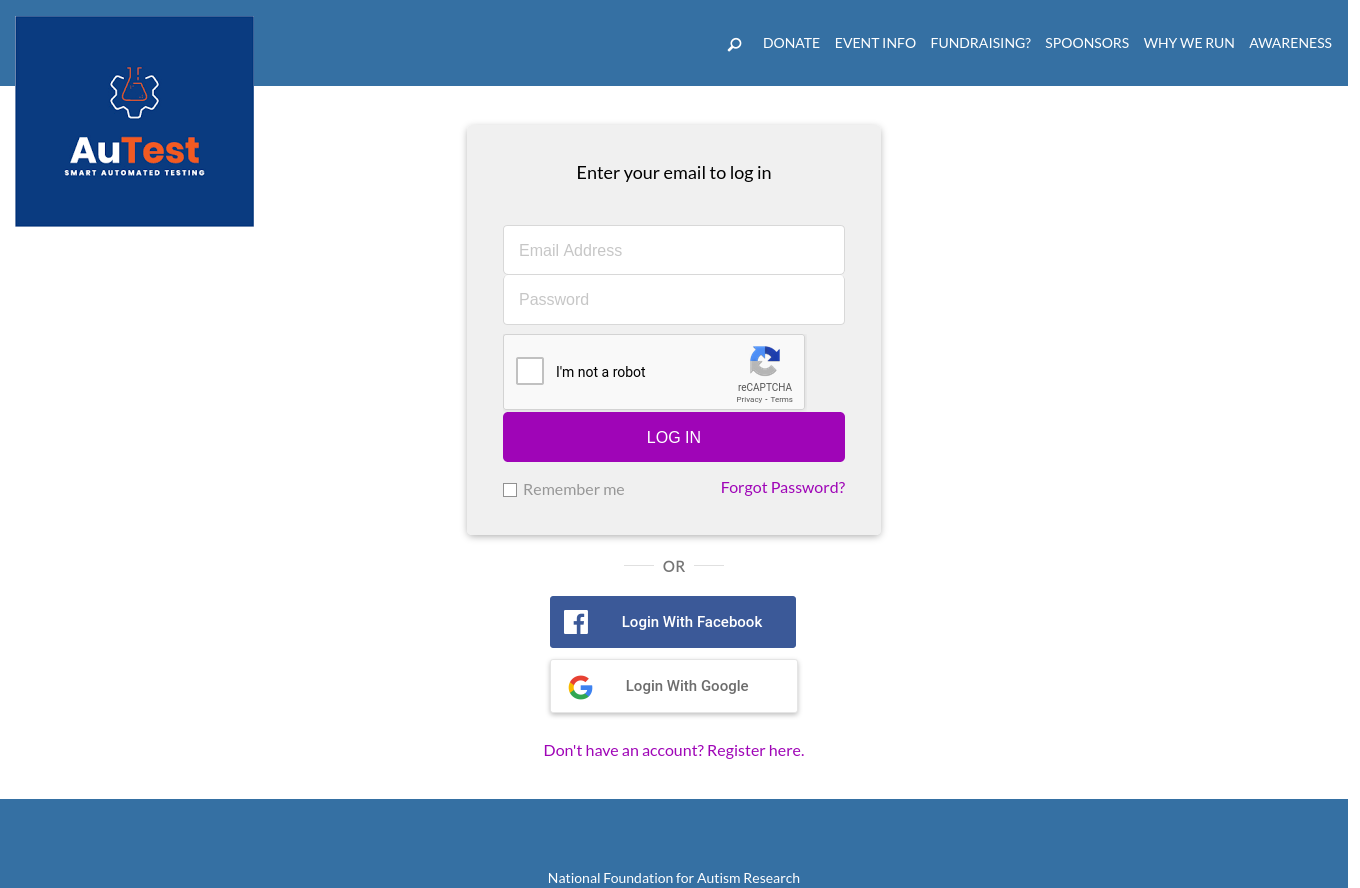 DONATE EVENT INFO FUNDRAISING? SPOONSORS WHY WE RUN AWARENESS
AuTest
SMART AUTOMATED TESTING
Enter your email to log in
Email Address
Password
I'm not a robot
reCAPTCHA
Privacy - Terms
LOG IN
Remember me
Forgot Password?
OR
Login With Facebook
Login With Google
Don't have an account? Register here.
National Foundation for Autism Research